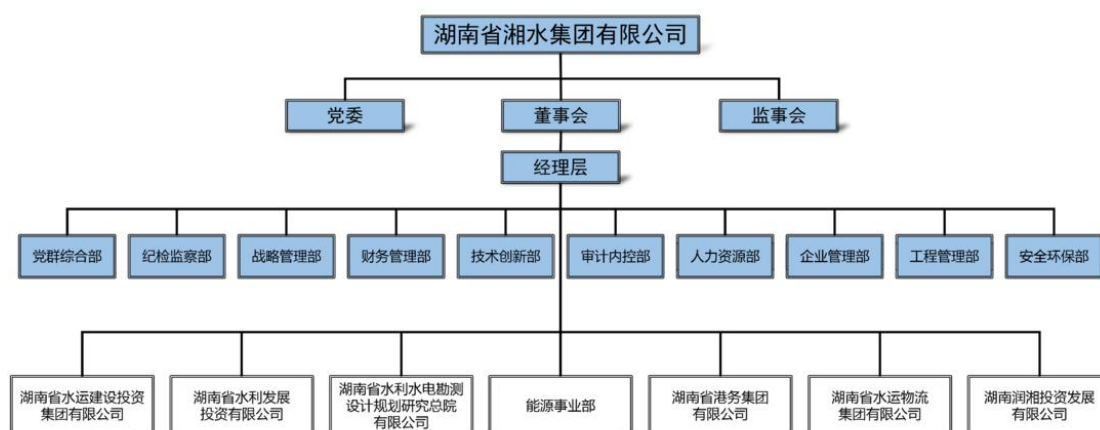 湖南省湘水集团有限公司
党委
董事会
监事会
经理层
党群综合部
纪检监察部
战略管理部
财务管理部
技术创新部
审计内控部
人力资源部
企业管理部
工程管理部
安全环保部
湖南省水运建设投资
集团有限公司
湖南省水利发展
投资有限公司
湖南省水利水电勘测
设计规划研究总院
有限公司
能源事业部
湖南省港务集团
有限公司
湖南省水运物流
集团有限公司
湖南润湘投资发展
有限公司